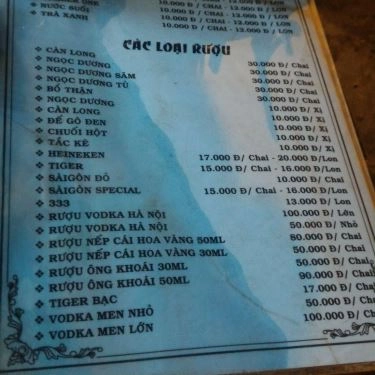 ❖ NƯỚC SUỐI 10.000 Đ / CHAI - 12.000 Đ / LON
❖ TRÀ XANH 10.000 Đ / CHAI - 12.000 Đ / LON
CÁC LOẠI RƯỢU
❖ CÀN LONG 30.000 Đ/ Chai
❖ NGỌC DƯƠNG 30.000 Đ/ Chai
❖ NGỌC DƯƠNG SÂM 30.000 Đ/ Chai
❖ NGỌC DƯƠNG TỬ 30.000 Đ/ Chai
❖ BỔ THẬN 30.000 Đ/ Chai
❖ NGỌC DƯƠNG 10.000 Đ/ Xị
❖ CÀN LONG 10.000 Đ/ Xị
❖ ĐẾ GÒ ĐEN 10.000 Đ/ Xị
❖ CHUỐI HỘT 10.000 Đ/ Xị
❖ TẮC KÈ 10.000 Đ/ Xị
❖ HEINEKEN 17.000 Đ/ Chai - 20.000 Đ/Lon
❖ TIGER 15.000 Đ/ Chai - 16.000 Đ/Lon
❖ SÀIGÒN ĐỎ 10.000 Đ/ Chai
❖ SÀIGÒN SPECIAL 15.000 Đ/ Chai - 16.000 Đ/Lon
❖ 333 13.000 Đ/ Lon
❖ RƯỢU VODKA HÀ NỘI 100.000 Đ/ Lớn
❖ RƯỢU VODKA HÀ NỘI 50.000 Đ/ Nhỏ
❖ RƯỢU NẾP CÁI HOA VÀNG 50ML 80.000 Đ/ Chai
❖ RƯỢU NẾP CÁI HOA VÀNG 30ML 50.000 Đ/ Chai
❖ RƯỢU ÔNG KHOÁI 30ML 50.000 Đ/ Chai
❖ RƯỢU ÔNG KHOÁI 50ML 90.000 Đ/ Chai
❖ TIGER BẠC 17.000 Đ/ Chai
❖ VODKA MEN NHỎ 50.000 Đ/ Chai
❖ VODKA MEN LỚN 100.000 Đ/ Chai